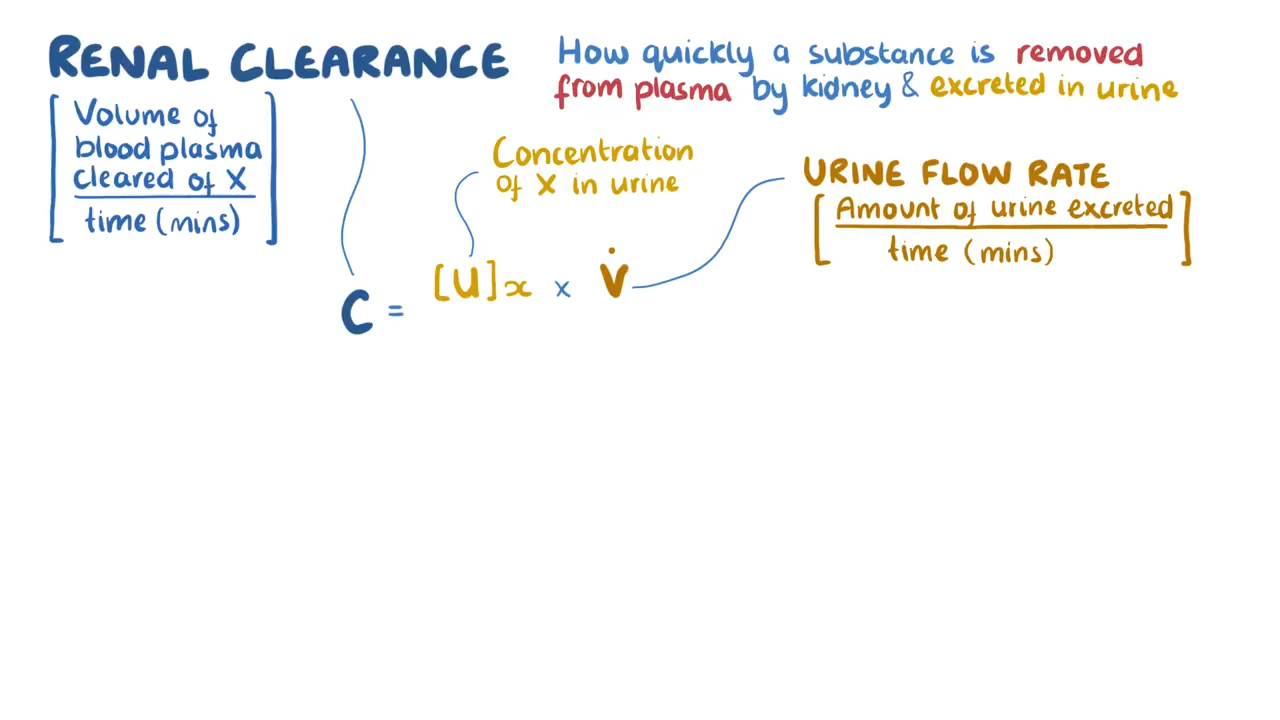 RENAL CLEARANCE
How quickly a substance is removed
from plasma by kidney & excreted in urine
[Volume of
blood plasma
cleared of X
time (mins)]
Concentration
of X in urine
URINE FLOW RATE
[Amount of urine excreted
time (mins)]
C = [U]x × V̇